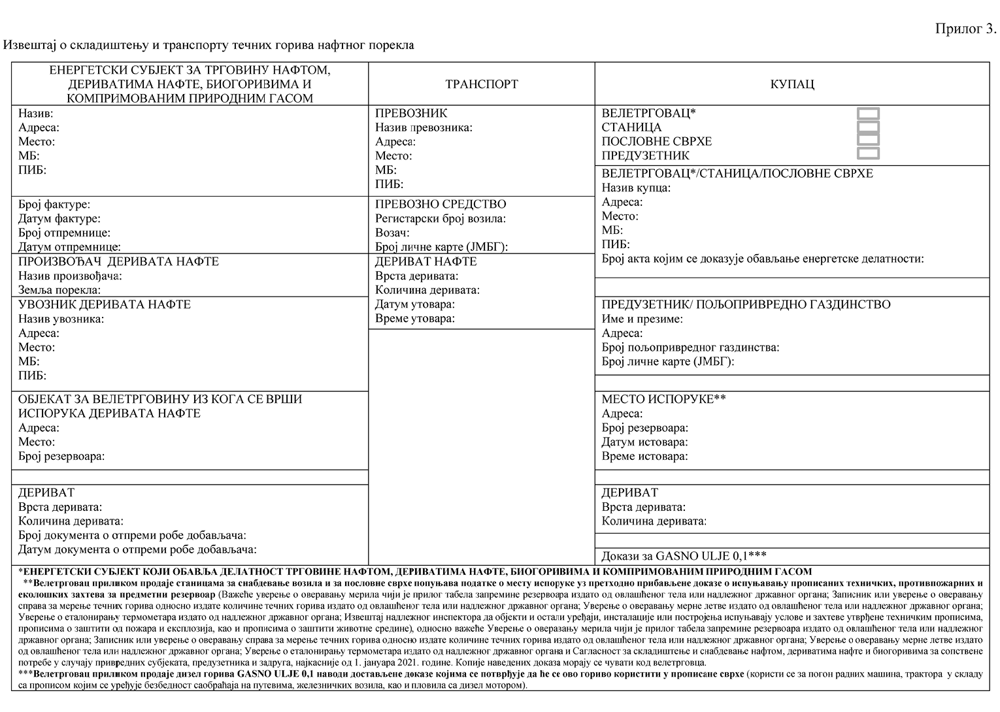 Прилог 3.
Извештај о складиштењу и транспорту течних горива нафтног порекла
ЕНЕРГЕТСКИ СУБЈЕКТ ЗА ТРГОВИНУ НАФТОМ,
ДЕРИВАТИМА НАФТЕ, БИОГОРИВИМА И
КОМПРИМОВАНИМ ПРИРОДНИМ ГАСОМ
Назив:
Адреса:
Место:
МБ:
ПИБ:
Број фактуре:
Датум фактуре:
Број отпремнице:
Датум отпремнице:
ПРОИЗВОЂАЧ ДЕРИВАТА НАФТЕ
Назив произвођача:
Земља порекла:
УВОЗНИК ДЕРИВАТА НАФТЕ
Назив увозника:
Адреса:
Место:
МБ:
ПИБ:
ОБЈЕКАТ ЗА ВЕЛЕТРГОВИНУ ИЗ КОГА СЕ ВРШИ
ИСПОРУКА ДЕРИВАТА НАФТЕ
Адреса:
Место:
Број резервоара:
ДЕРИВАТ
Врста деривата:
Количина деривата:
Број документа о отпреми робе добављача:
Датум документа о отпреми робе добављача:
ТРАНСПОРТ
ПРЕВОЗНИК
Назив превозника:
Адреса:
Место:
МБ:
ПИБ:
ПРЕВОЗНО СРЕДСТВО
Регистарски број возила:
Возач:
Број личне карте (ЈМБГ):
ДЕРИВАТ НАФТЕ
Врста деривата:
Количина деривата:
Датум утовара:
Време утовара:
КУПАЦ
ВЕЛЕТРГОВАЦ*
СТАНИЦА
ПОСЛОВНЕ СВРХЕ
ПРЕДУЗЕТНИК
ВЕЛЕТРГОВАЦ*/СТАНИЦА/ПОСЛОВНЕ СВРХЕ
Назив купца:
Адреса:
Место:
МБ:
ПИБ:
Број акта којим се доказује обављање енергетске делатности:
ПРЕДУЗЕТНИК/ ПОЉОПРИВРЕДНО ГАЗДИНСТВО
Име и презиме:
Адреса:
Број пољопривредног газдинства:
Број личне карте (ЈМБГ):
МЕСТО ИСПОРУКЕ**
Адреса:
Број резервоара:
Датум истовара:
Време истовара:
ДЕРИВАТ
Врста деривата:
Количина деривата:
Докази за GASNO ULJE 0,1***
*ЕНЕРГЕТСКИ СУБЈЕКТ КОЈИ ОБАВЉА ДЕЛАТНОСТ ТРГОВИНЕ НАФТОМ, ДЕРИВАТИМА НАФТЕ, БИОГОРИВИМА И КОМПРИМОВАНИМ ПРИРОДНИМ ГАСОМ
**Велетрговац приликом продаје станицама за снабдевање возила и за пословне сврхе попуњава податке о месту испоруке уз претходно прибављене доказе о испуњавању прописаних техничких, противпожарних и
еколошких захтева за предметни резервоар (Важеће уверење о оверавању мерила чији је прилог табела запремине резервоара издато од овлашћеног тела или надлежног државног органа; Записник или уверење о оверавању
справа за мерење течних горива односно издате количине течних горива издато од овлашћеног тела или надлежног државног органа; Уверење о оверавању мерне летве издато од овлашћеног тела или надлежног државног органа;
Уверење о еталонирању термометара издато од надлежног државног органа; Извештај надлежног инспектора да објекти и остали уређаји, инсталације или постројења испуњавају услове и захтеве утврђене техничким прописима,
прописима о заштити од пожара и експлозија, као и прописима о заштити животне средине), односно важеће Уверење о оверавању мерила чији је прилог табела запремине резервоара издато од овлашћеног тела или надлежног
државног органа; Записник или уверење о оверавању справа за мерење течних горива односно издате количине течних горива издато од овлашћеног тела или надлежног државног органа; Уверење о оверавању мерне летве издато
од овлашћеног тела или надлежног државног органа; Уверење о еталонирању термометара издато од надлежног државног органа и Сагласност за складиштење и снабдевање нафтом, дериватима нафте и биогоривима за сопствене
потребе у случају привредних субјеката, предузетника и задруга, најкасније од 1. јануара 2021. године. Копије наведених доказа морају се чувати код велетрговца.
***Велетрговац приликом продаје дизел горива GASNO ULJE 0,1 наводи достављене доказе којима се потврђује да ће се ово гориво користити у прописане сврхе (користи се за погон радних машина, трактора у складу
са прописом којим се уређује безбедност саобраћаја на путевима, железничких возила, као и пловила са дизел мотором).